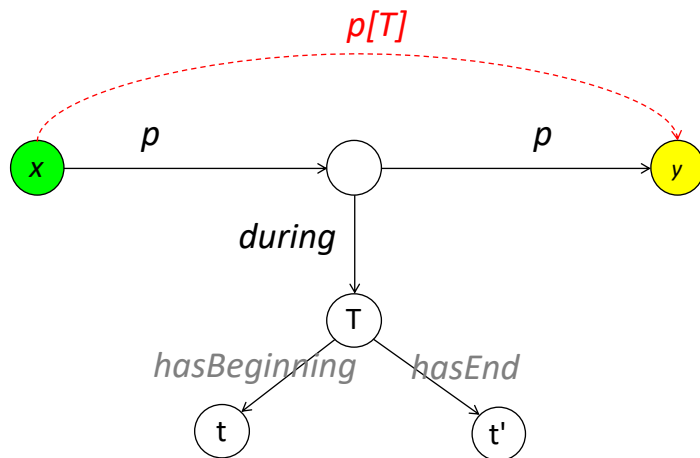 p[T]
p
p
x
y
during
T
hasBeginning
hasEnd
t
t'